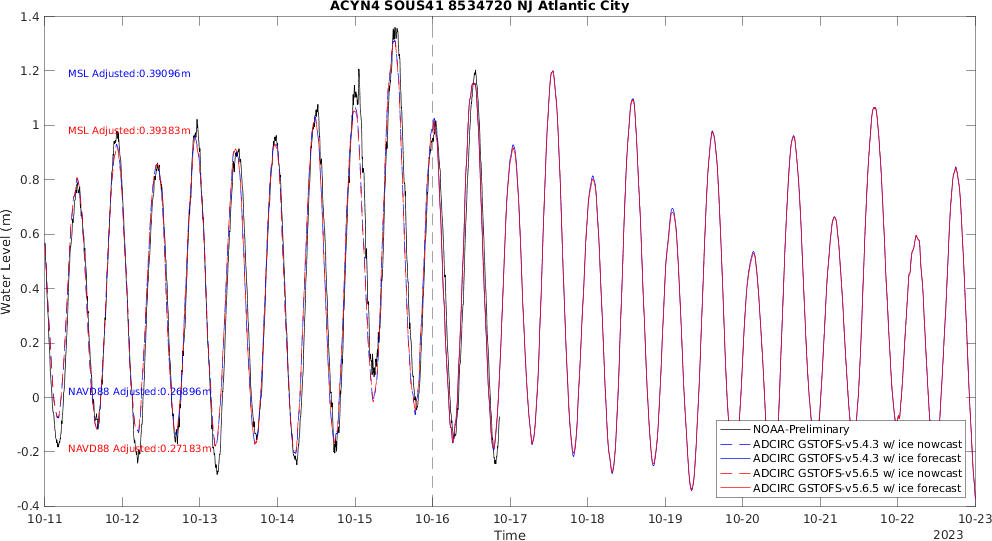 ACYN4 SOUS41 8534720 NJ Atlantic City
1.4
1.2
1
0.8
0.6
0.4
0.2
0
-0.2
-0.4
Water Level (m)
MSL Adjusted:0.39096m
MSL Adjusted:0.39383m
NAVD88 Adjusted:0.26896m
NAVD88 Adjusted:0.27183m
NOAA-Preliminary
ADCIRC GSTOFS-v5.4.3 w/ ice nowcast
ADCIRC GSTOFS-v5.4.3 w/ ice forecast
ADCIRC GSTOFS-v5.6.5 w/ ice nowcast
ADCIRC GSTOFS-v5.6.5 w/ ice forecast
10-11 10-12 10-13 10-14 10-15 10-16 10-17 10-18 10-19 10-20 10-21 10-22 10-23
Time
2023